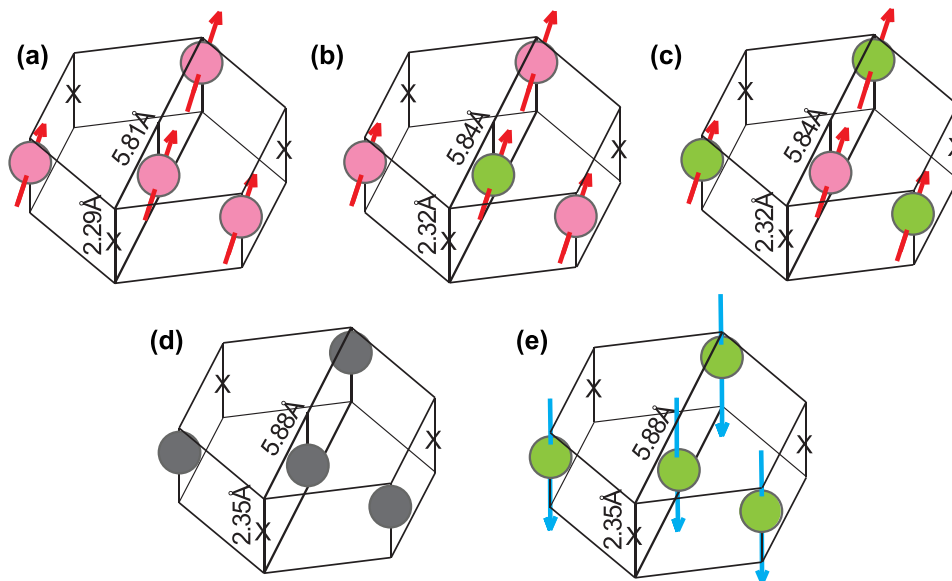 (a)
X
5.81Å
X
2.29Å
X
(b)
X
5.84Å
X
2.32Å
X
(c)
X
5.84Å
X
2.32Å
X
(d)
X
5.88Å
X
2.35Å
X
(e)
X
5.88Å
X
2.35Å
X